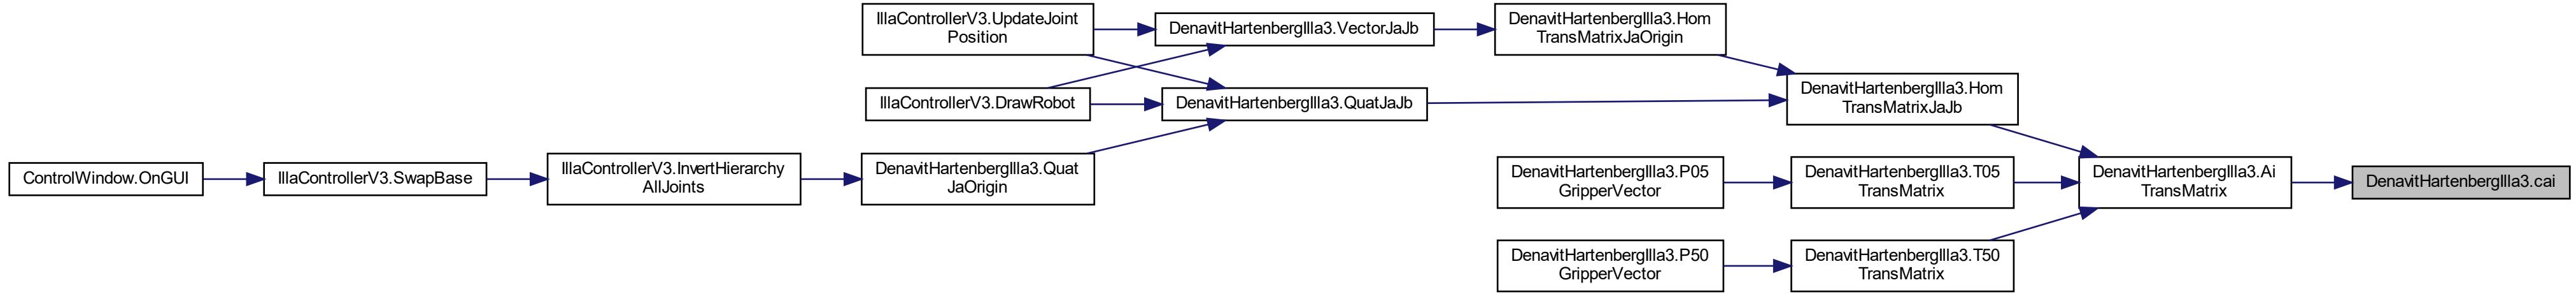 IllaControllerV3.UpdateJoint
Position
DenavitHartenbergIlla3.VectorJaJb
DenavitHartenbergIlla3.Hom
TransMatrixJaOrigin
IllaControllerV3.DrawRobot
DenavitHartenbergIlla3.QuatJaJb
DenavitHartenbergIlla3.Hom
TransMatrixJaJb
ControlWindow.OnGUI
IllaControllerV3.SwapBase
IllaControllerV3.InvertHierarchy
AllJoints
DenavitHartenbergIlla3.Quat
JaOrigin
DenavitHartenbergIlla3.P05
GripperVector
DenavitHartenbergIlla3.T05
TransMatrix
DenavitHartenbergIlla3.Ai
TransMatrix
DenavitHartenbergIlla3.cai
DenavitHartenbergIlla3.P50
GripperVector
DenavitHartenbergIlla3.T50
TransMatrix